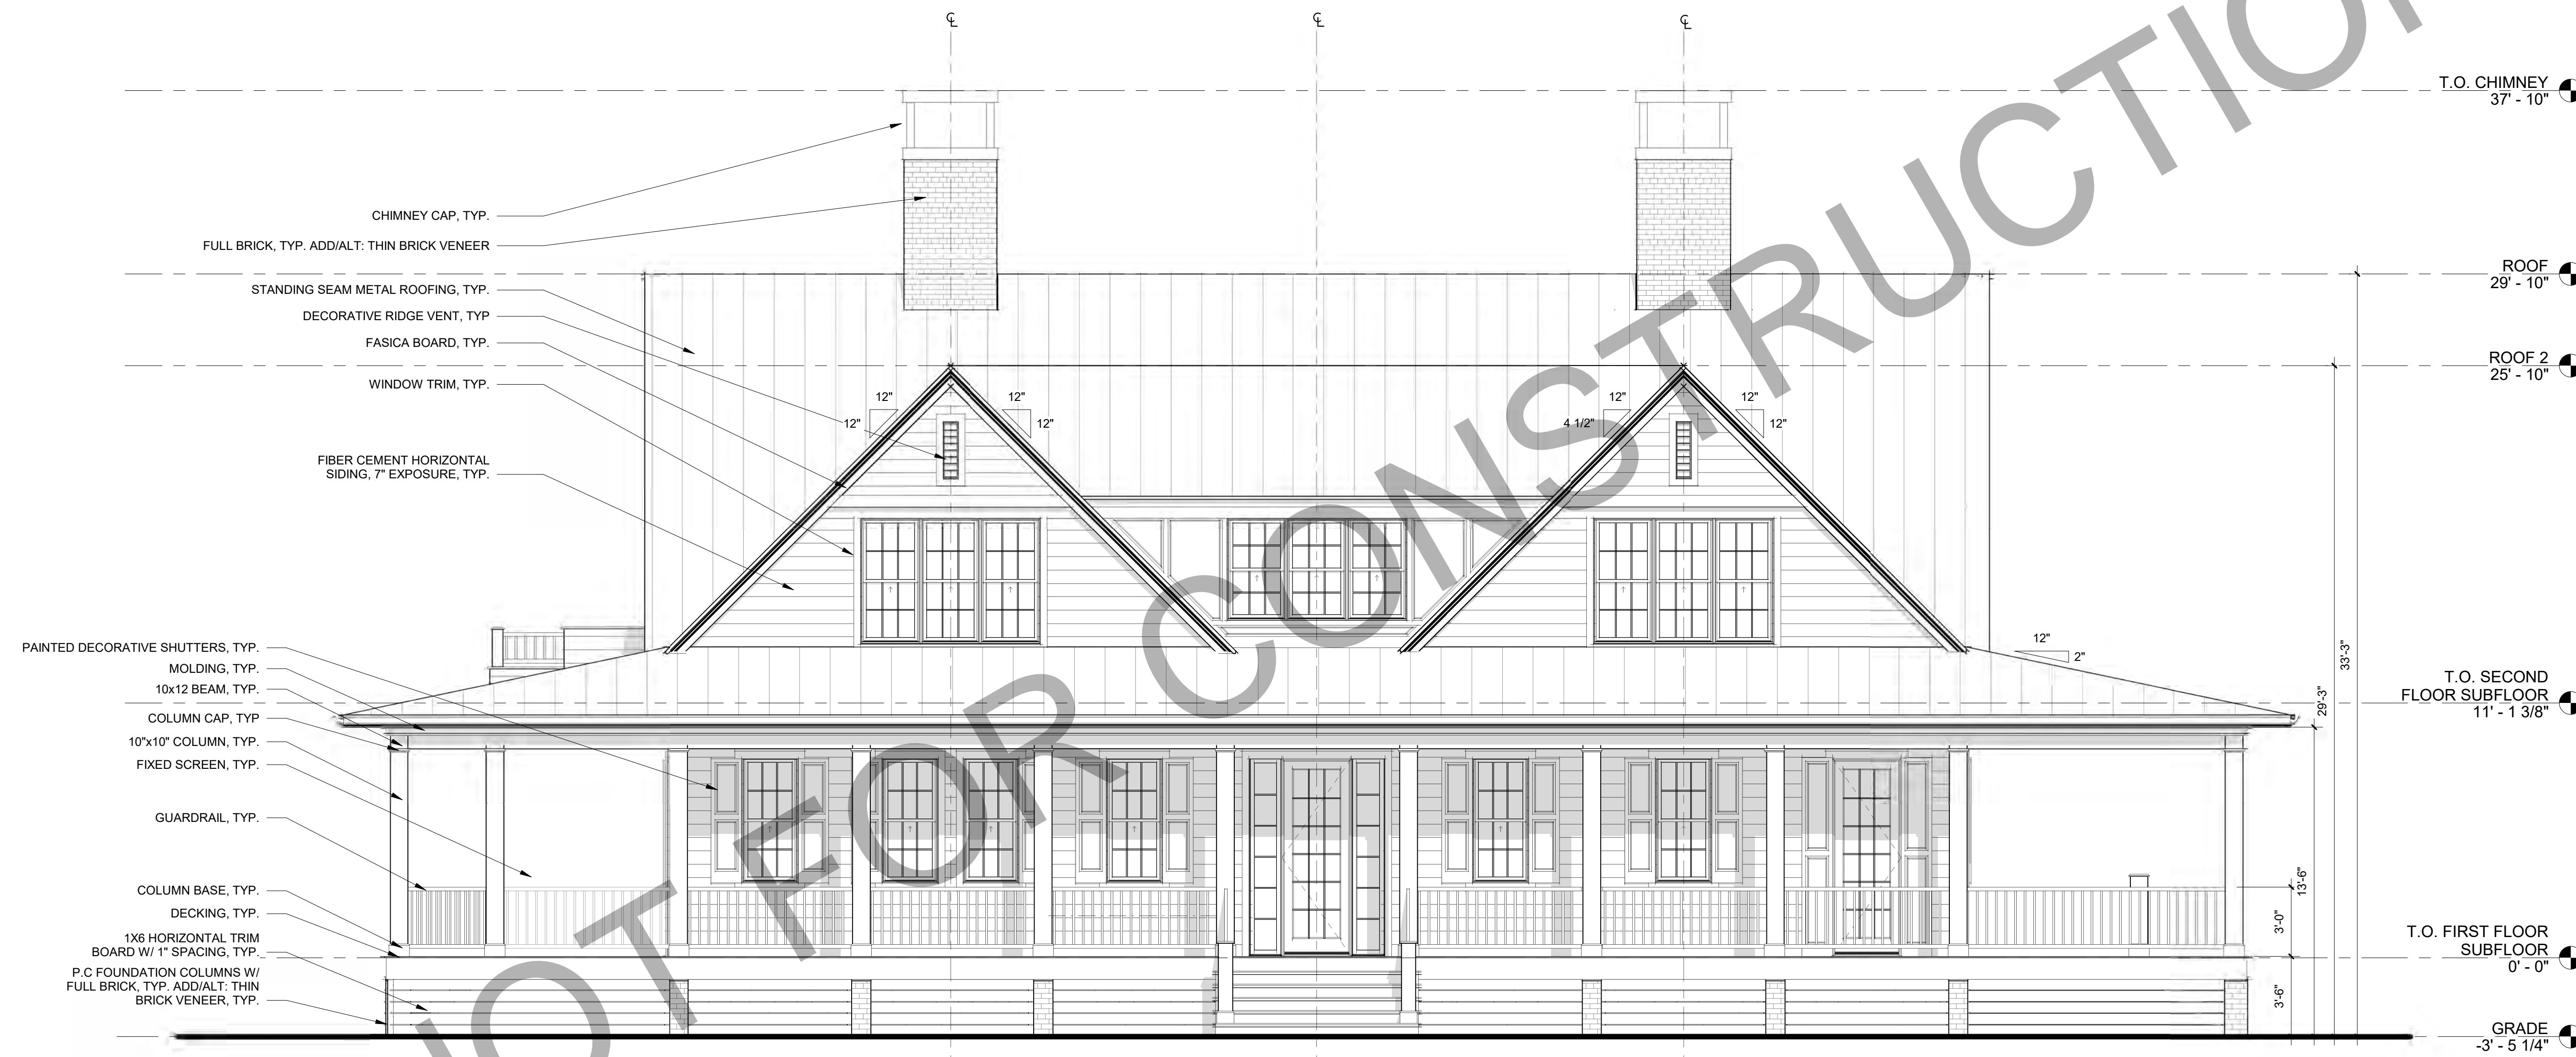 ℄ ℄ ℄
T.O. CHIMNEY
37' - 10"
CHIMNEY CAP, TYP.
FULL BRICK, TYP. ADD/ALT: THIN BRICK VENEER
ROOF
29' - 10"
STANDING SEAM METAL ROOFING, TYP.
DECORATIVE RIDGE VENT, TYP
FASICA BOARD, TYP.
ROOF 2
25' - 10"
WINDOW TRIM, TYP.
12" 12" 12" 12"
12" 12" 4 1/2" 12"
FIBER CEMENT HORIZONTAL
SIDING, 7" EXPOSURE, TYP.
PAINTED DECORATIVE SHUTTERS, TYP.
12"
2"
33'-3"
MOLDING, TYP.
T.O. SECOND
FLOOR SUBFLOOR
11' - 1 3/8"
10x12 BEAM, TYP.
29'-3"
COLUMN CAP, TYP
10"x10" COLUMN, TYP.
FIXED SCREEN, TYP.
GUARDRAIL, TYP.
COLUMN BASE, TYP.
13'-6"
3'-0"
DECKING, TYP.
T.O. FIRST FLOOR
SUBFLOOR
0' - 0"
1X6 HORIZONTAL TRIM
BOARD W/ 1" SPACING, TYP.
P.C FOUNDATION COLUMNS W/
FULL BRICK, TYP. ADD/ALT: THIN
BRICK VENEER, TYP.
3'-6"
GRADE
-3' - 5 1/4"
NOT FOR CONSTRUCTION